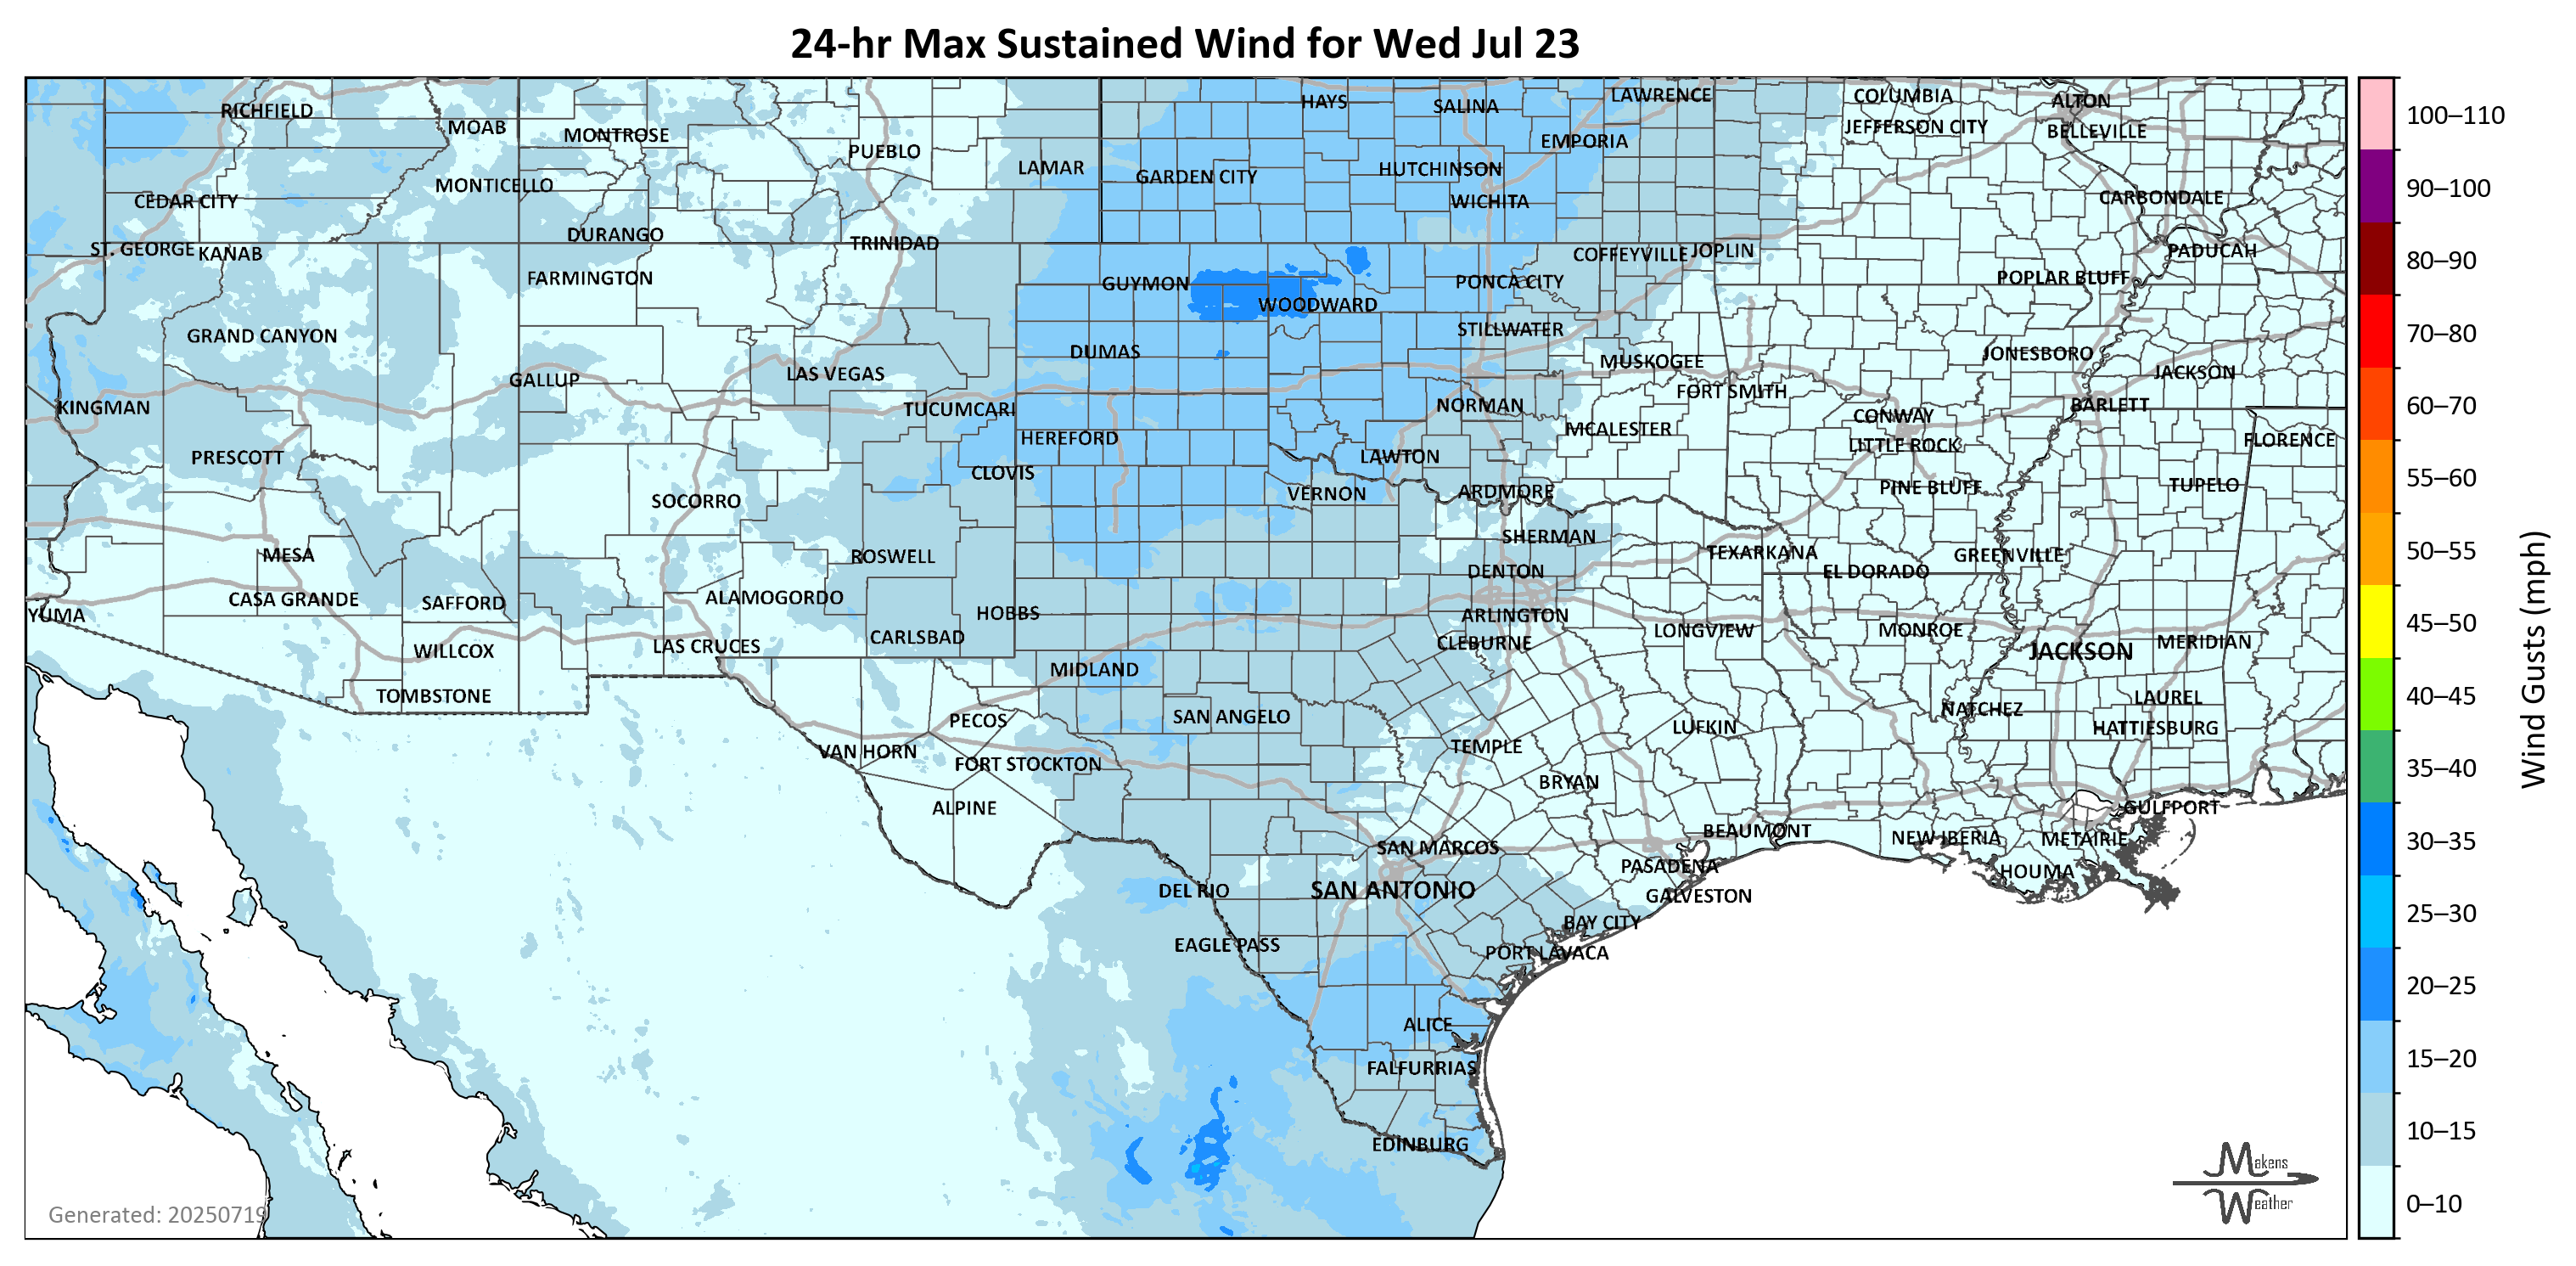 24-hr Max Sustained Wind for Wed Jul 23
HAYS
SALINA
LAWRENCE
COLUMBIA
ALTON
RICHFIELD
MOAB
MONTROSE
JEFFERSON CITY
BELLEVILLE
PUEBLO
EMPORIA
LAMAR
GARDEN CITY
HUTCHINSON
MONTICELLO
CEDAR CITY
WICHITA
CARBONDALE
DURANGO
TRINIDAD
ST. GEORGE
KANAB
COFFEYVILLE
JOPLIN
PADUCAH
FARMINGTON
GUYMON
PONCA CITY
POPLAR BLUFF
WOODWARD
GRAND CANYON
STILLWATER
DUMAS
MUSKOGEE
JONESBORO
GALLUP
LAS VEGAS
JACKSON
FORT SMITH
KINGMAN
TUCUMCARI
NORMAN
CONWAY
BARLETT
HEREFORD
MCALESTER
LITTLE ROCK
FLORENCE
PRESCOTT
CLOVIS
LAWTON
SOCORRO
VERNON
ARDMORE
PINE BLUFF
TUPELO
MESA
ROSWELL
SHERMAN
TEXARKANA
GREENVILLE
DENTON
EL DORADO
CASA GRANDE
SAFFORD
ALAMOGORDO
HOBBS
YUMA
ARLINGTON
CARLSBAD
CLEBURNE
LONGVIEW
MONROE
WILLCOX
LAS CRUCES
JACKSON
MERIDIAN
MIDLAND
TOMBSTONE
LAUREL
PECOS
SAN ANGELO
NATCHEZ
LUFKIN
HATTIESBURG
VAN HORN
TEMPLE
FORT STOCKTON
BRYAN
ALPINE
GULFPORT
BEAUMONT
NEW IBERIA
METAIRIE
SAN MARCOS
PASADENA
HOUMA
DEL RIO
SAN ANTONIO
GALVESTON
BAY CITY
EAGLE PASS
PORT LAVACA
ALICE
FALFURRIAS
EDINBURG
Generated: 20250719
Makens
Weather
100–110
90–100
80–90
70–80
60–70
55–60
50–55
45–50
40–45
35–40
30–35
25–30
20–25
15–20
10–15
0–10
Wind Gusts (mph)